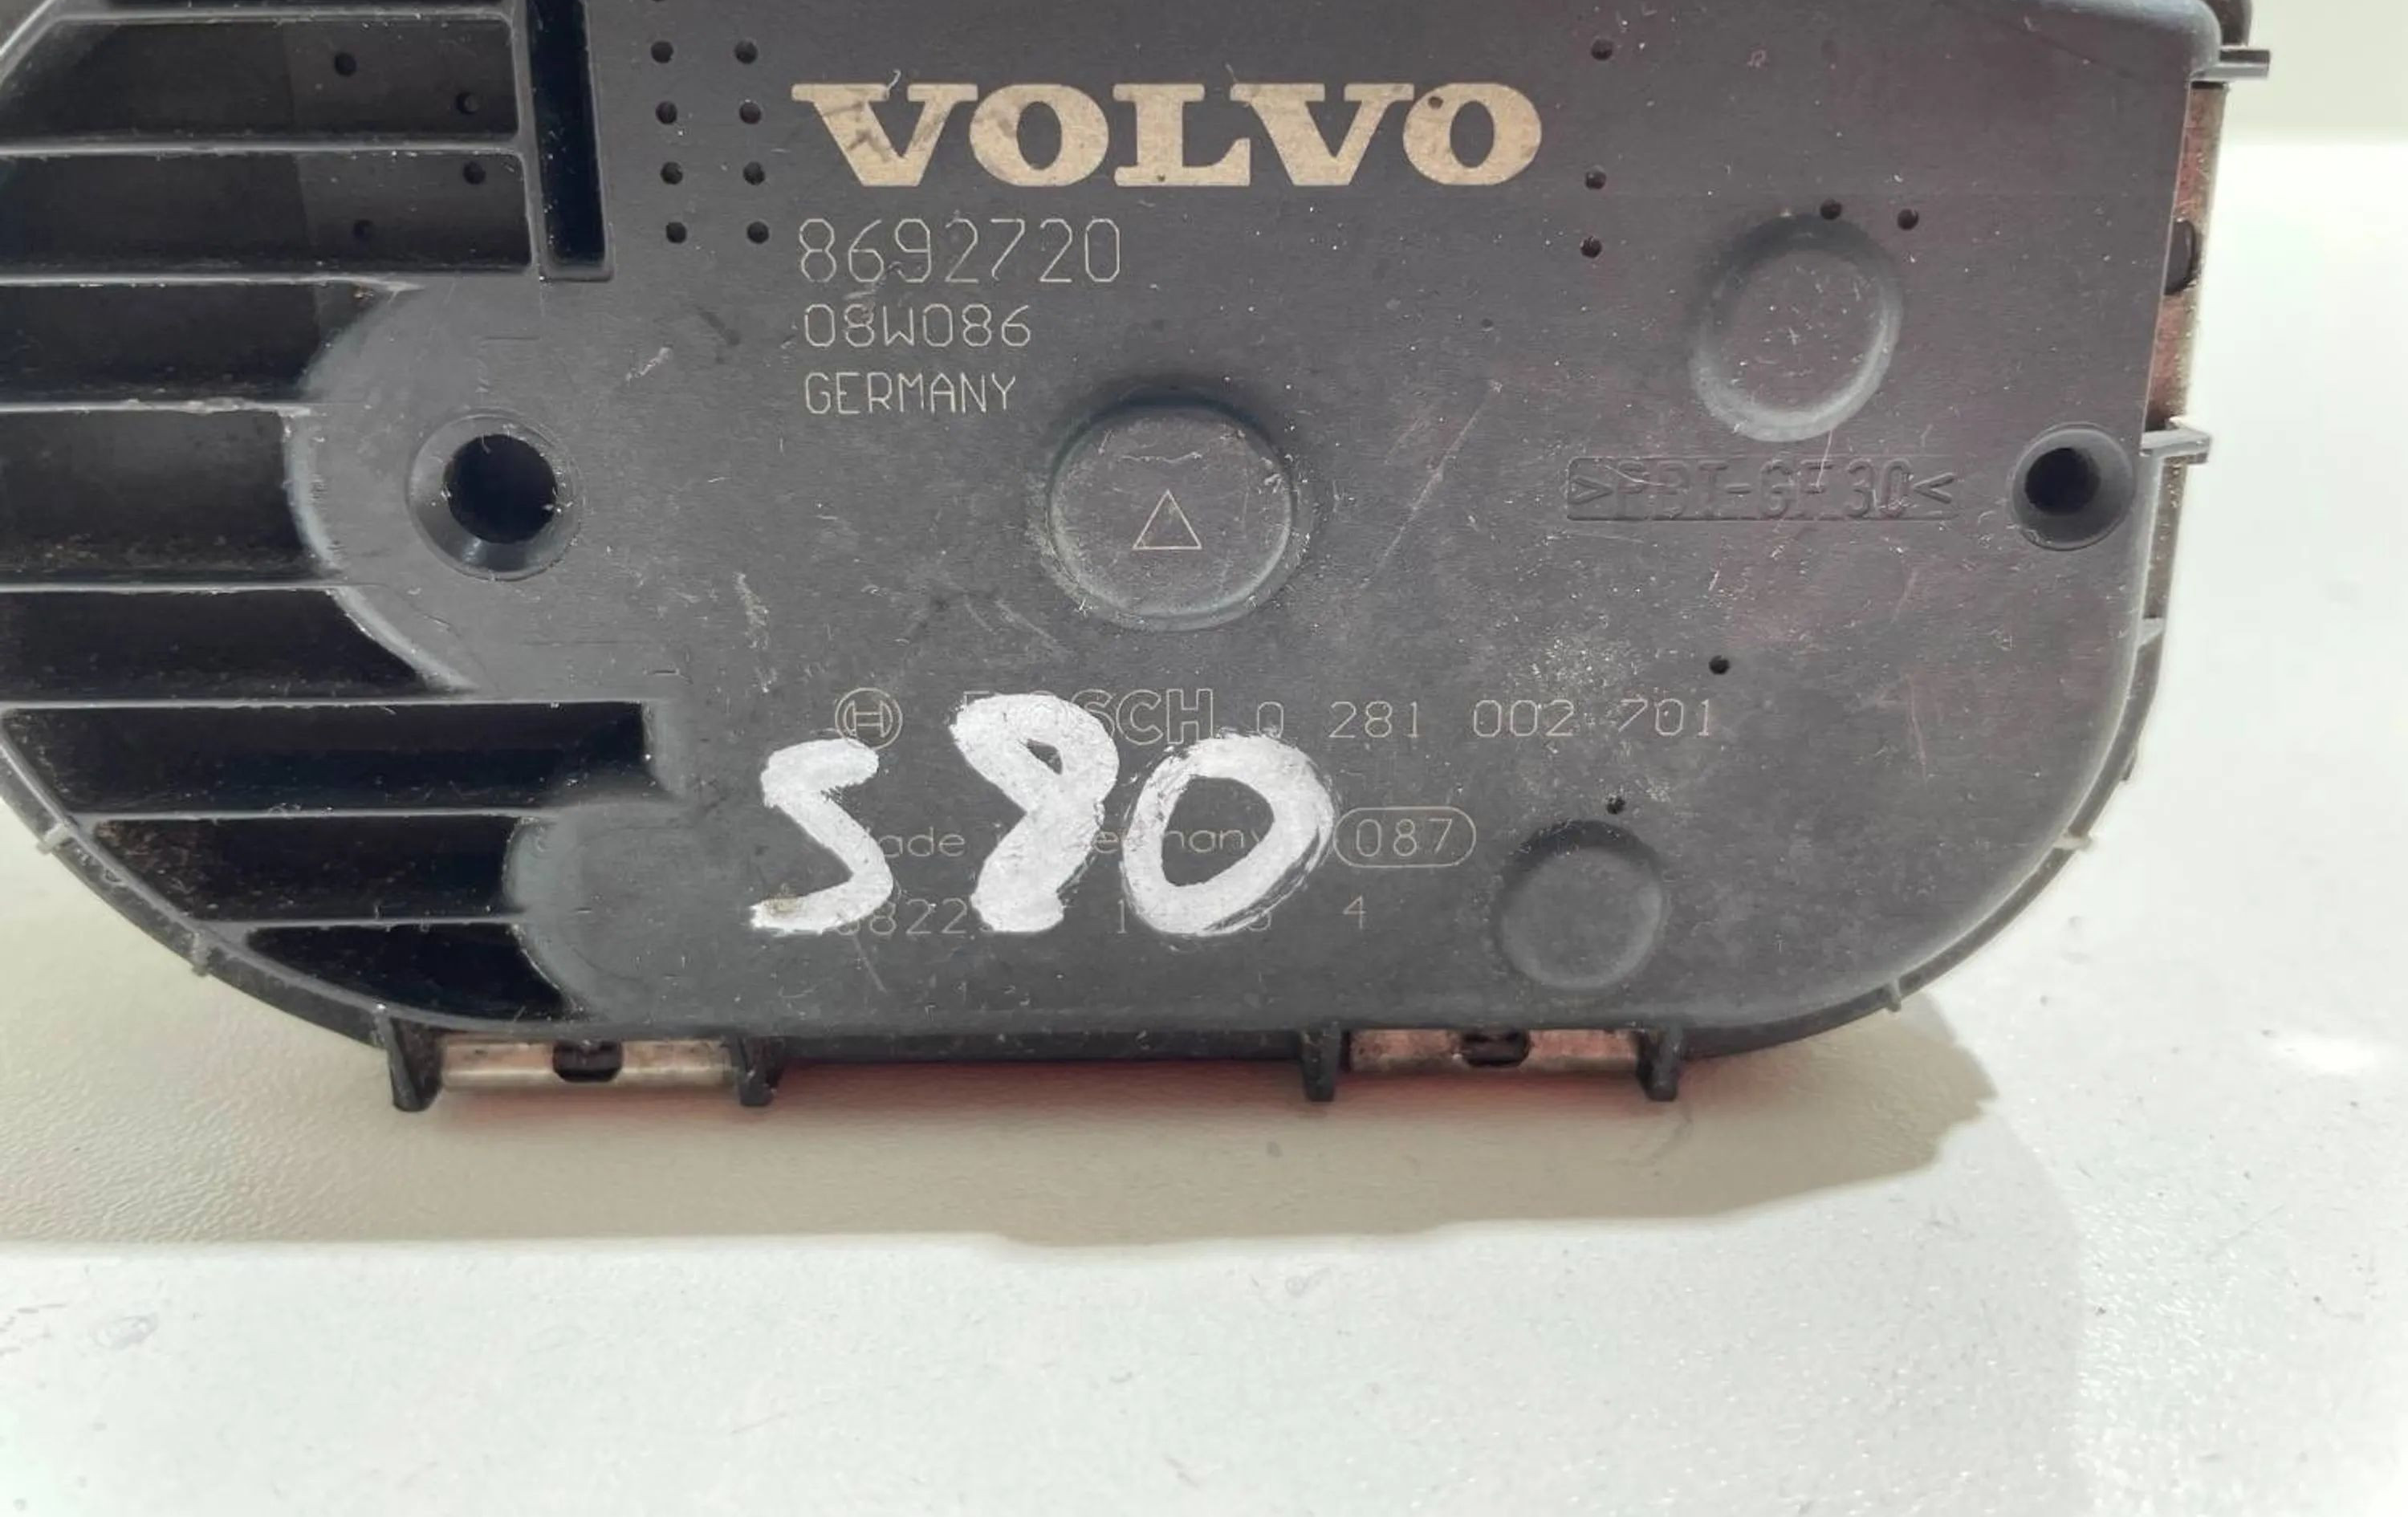 VOLVO
8692720
08W086
GERMANY
>PBT-GF30<
BOSCH 0 281 002 701
S80
087
4